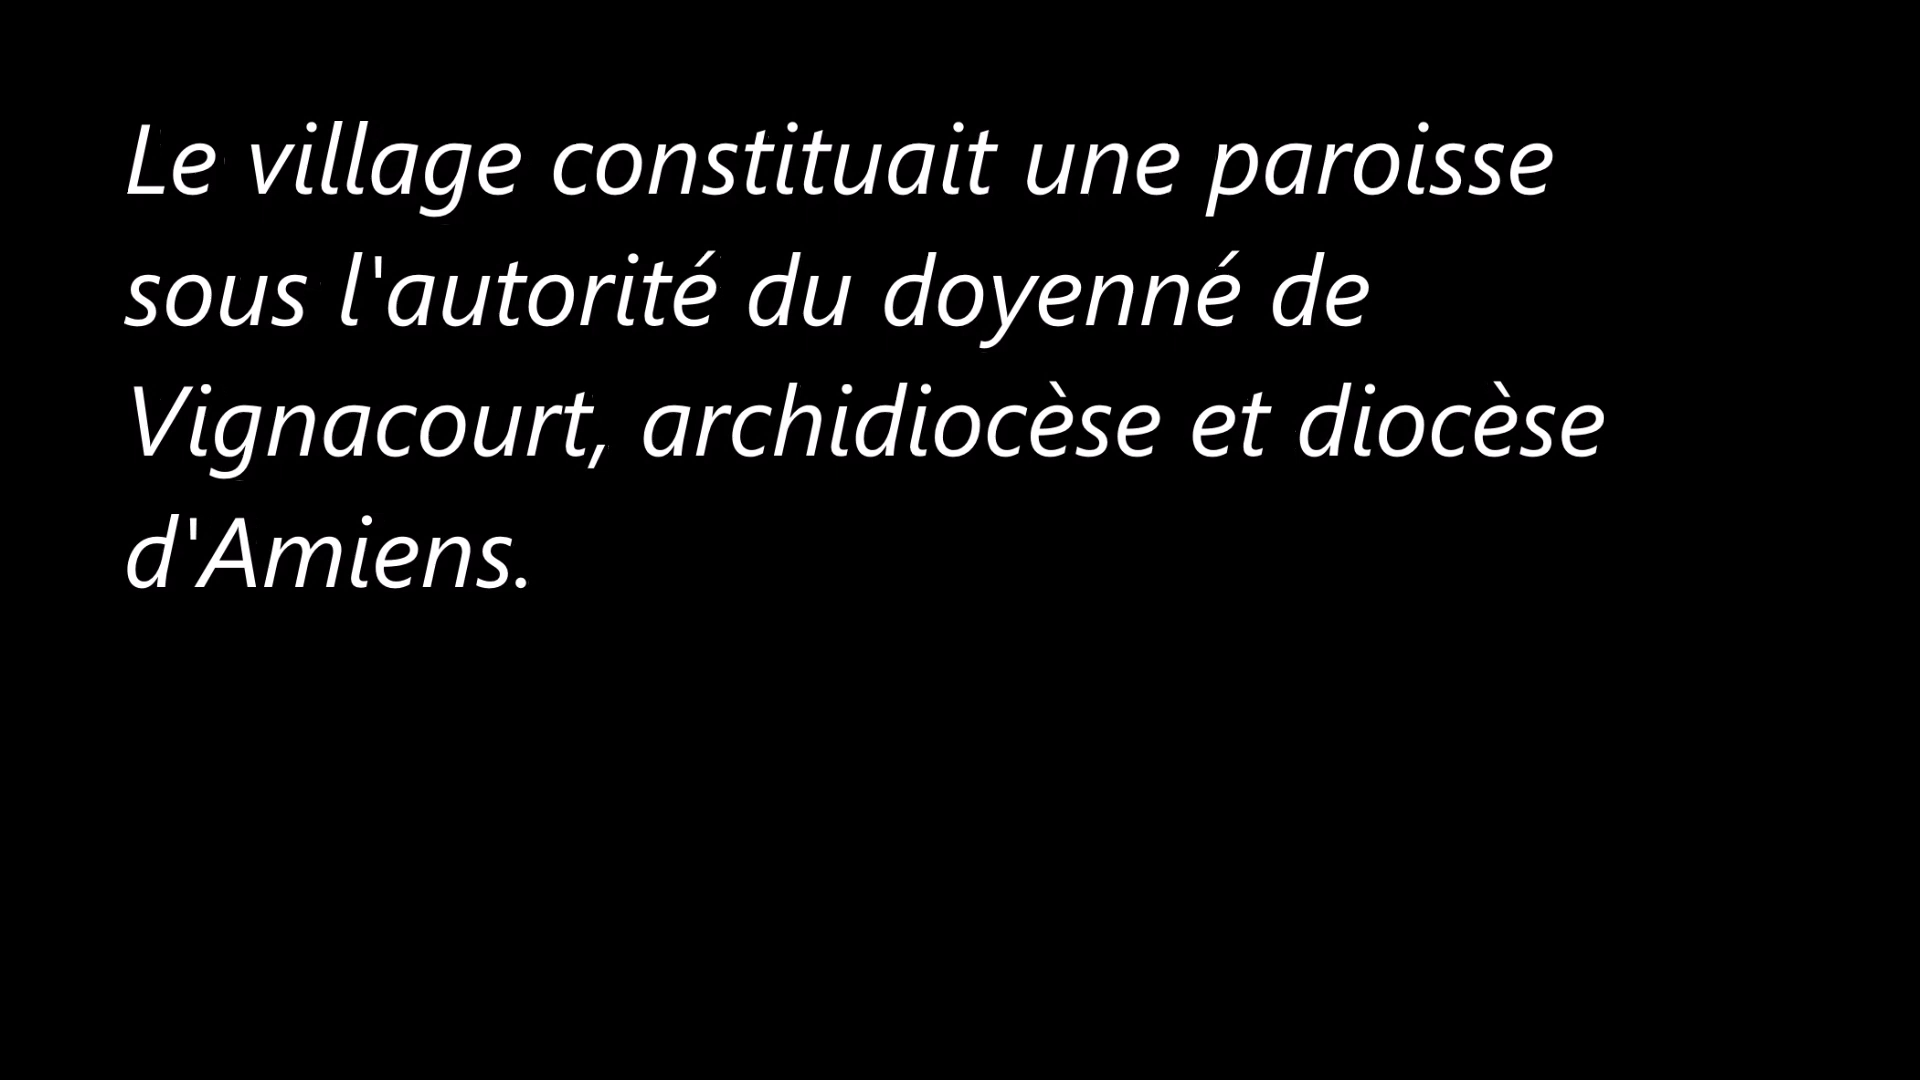 Le village constituait une paroisse
sous l'autorité du doyenné de
Vignacourt, archidiocèse et diocèse
d'Amiens.